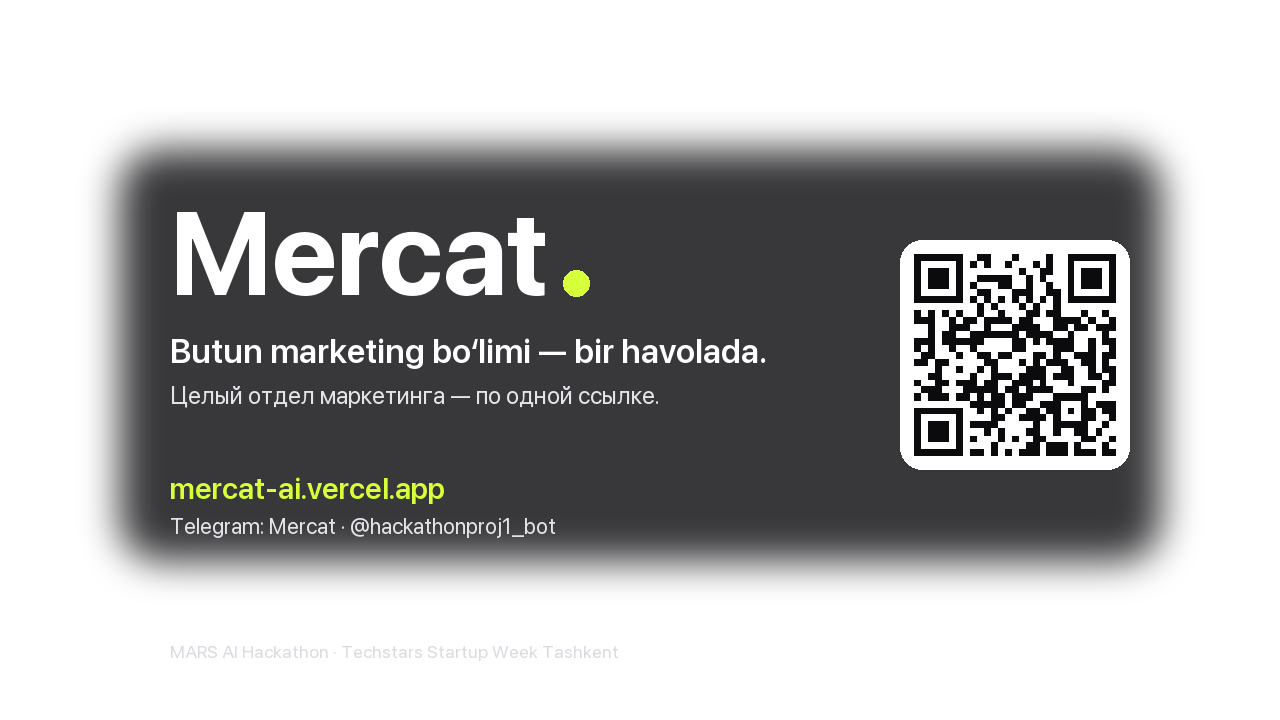 Mercat.
Butun marketing bo‘limi — bir havolada.
Целый отдел маркетинга — по одной ссылке.
mercat-ai.vercel.app
Telegram: Mercat · @hackathonproj1_bot
MARS AI Hackathon · Techstars Startup Week Tashkent